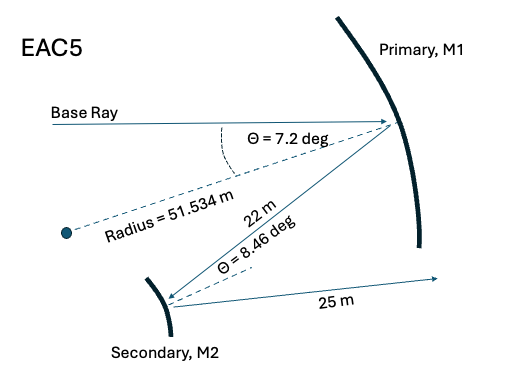 EAC5
Primary, M1
Base Ray
Θ = 7.2 deg
Radius = 51.534 m
22 m
Θ = 8.46 deg
25 m
Secondary, M2